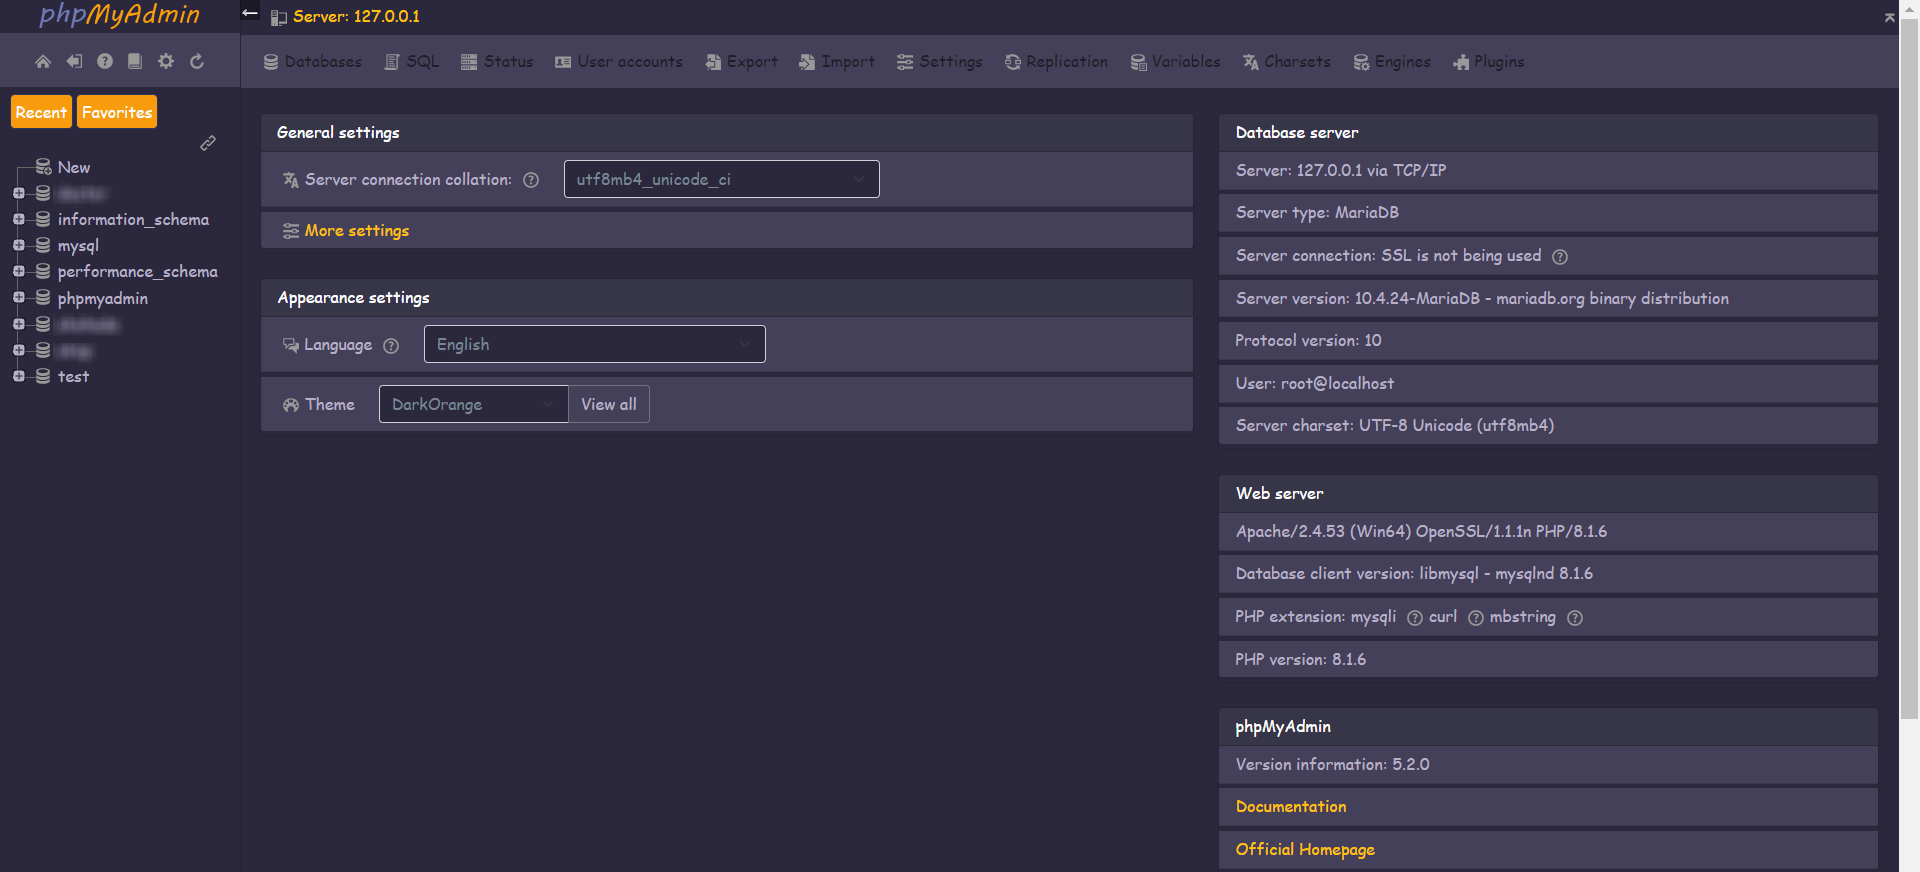 phpMyAdmin
Recent Favorites
New
information_schema
mysql
performance_schema
phpmyadmin
test
Server: 127.0.0.1
Databases SQL Status User accounts Export Import Settings Replication Variables Charsets Engines Plugins
General settings
Server connection collation: utf8mb4_unicode_ci
More settings
Appearance settings
Language English
Theme DarkOrange View all
Database server
Server: 127.0.0.1 via TCP/IP
Server type: MariaDB
Server connection: SSL is not being used
Server version: 10.4.24-MariaDB - mariadb.org binary distribution
Protocol version: 10
User: root@localhost
Server charset: UTF-8 Unicode (utf8mb4)
Web server
Apache/2.4.53 (Win64) OpenSSL/1.1.1n PHP/8.1.6
Database client version: libmysql - mysqlnd 8.1.6
PHP extension: mysqli curl mbstring
PHP version: 8.1.6
phpMyAdmin
Version information: 5.2.0
Documentation
Official Homepage